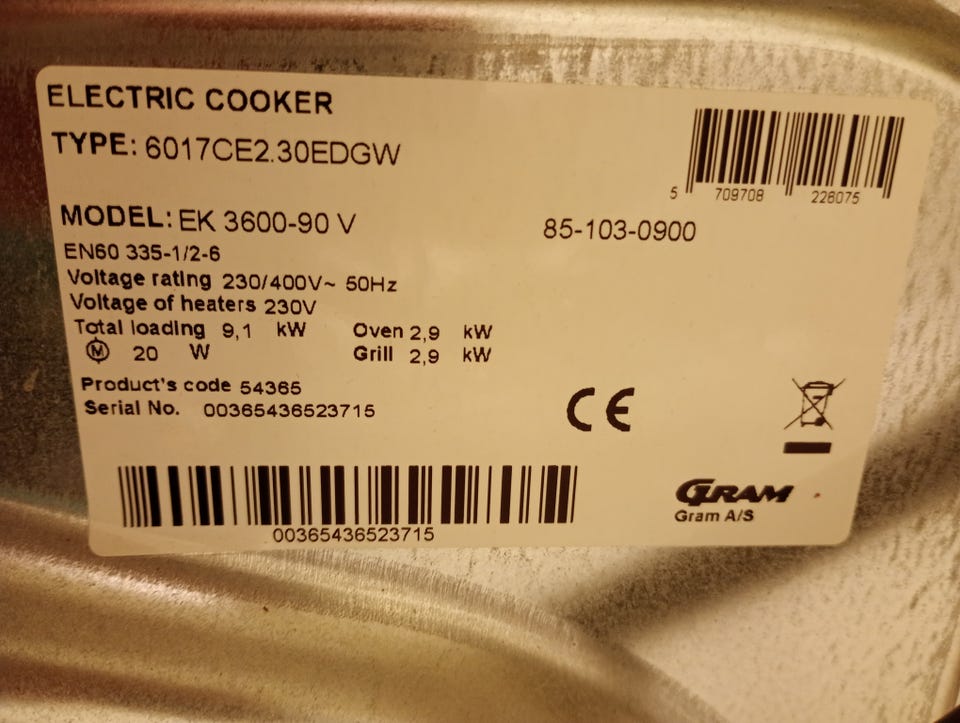 ELECTRIC COOKER
TYPE: 6017CE2.30EDGW
5 709708 228075
MODEL: EK 3600-90 V 85-103-0900
EN60 335-1/2-6
Voltage rating 230/400V~ 50Hz
Voltage of heaters 230V
Total loading 9,1 kW Oven 2,9 kW
M 20 W Grill 2,9 kW
Product's code 54365
Serial No. 00365436523715
CE
00365436523715
GRAM
Gram A/S